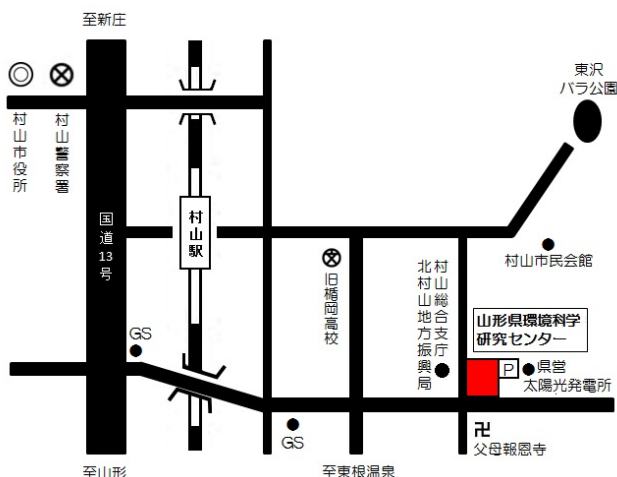 至新庄
東沢
バラ公園
村山市役所
村山警察署
国道13号
村山駅
旧楯岡高校
村山総合支庁
北村山地方振興局
村山市民会館
山形県環境科学
研究センター
GS
P
県営
太陽光発電所
GS
卍
父母報恩寺
至山形
至東根温泉